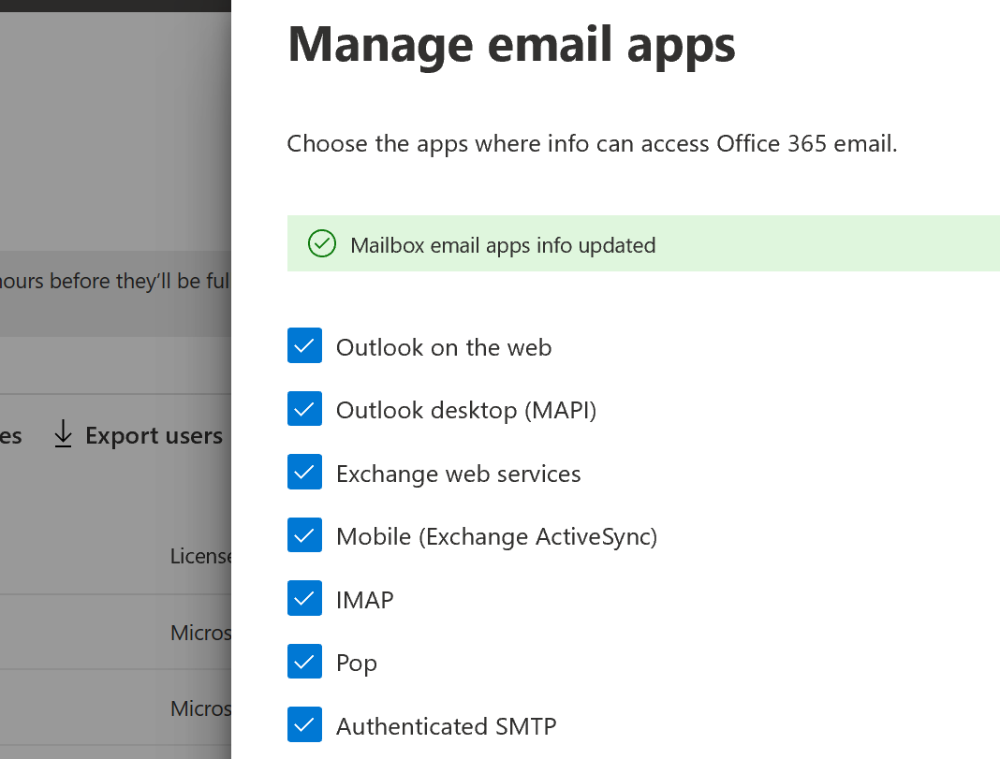 Manage email apps
Choose the apps where info can access Office 365 email.
Mailbox email apps info updated
hours before they'll be ful
Outlook on the web
Outlook desktop (MAPI)
es
Export users
Exchange web services
Mobile (Exchange ActiveSync)
License
IMAP
Micros
Pop
Micros
Authenticated SMTP